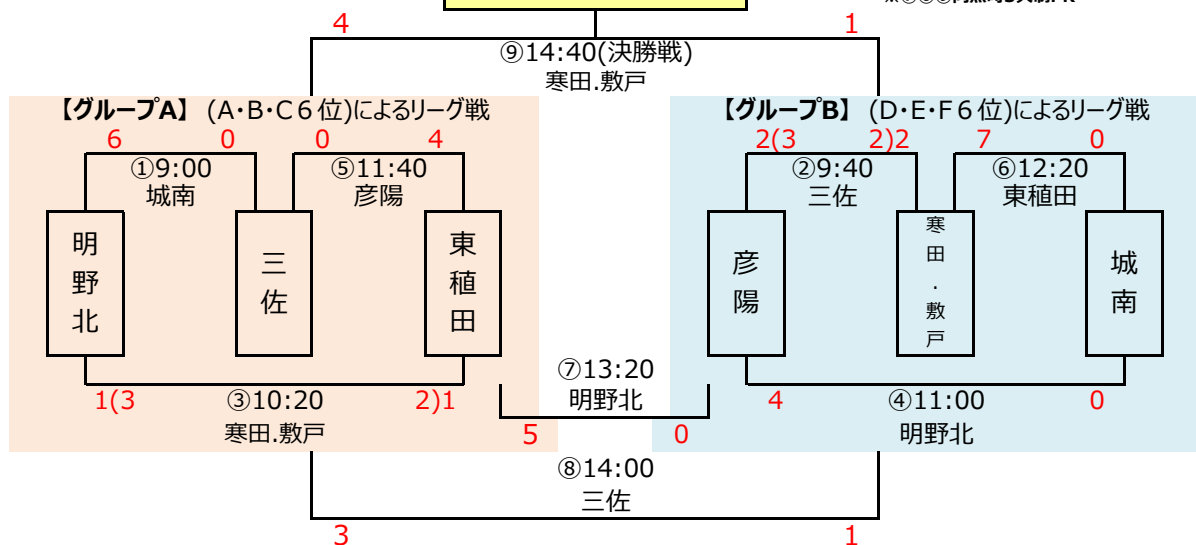 4 1
⑨14:40(決勝戦)
寒田.敷戸
【グループA】 (A・B・C６位)によるリーグ戦
【グループB】 (D・E・F６位)によるリーグ戦
6 0 0 4
2(3 2)2 7 0
①9:00
城南
⑤11:40
彦陽
②9:40
三佐
⑥12:20
東稙田
明野北
三佐
東稙田
彦陽
寒田.敷戸
城南
1(3 2)1
③10:20
寒田.敷戸
⑦13:20
明野北
5 0
4 0
④11:00
明野北
⑧14:00
三佐
3 1